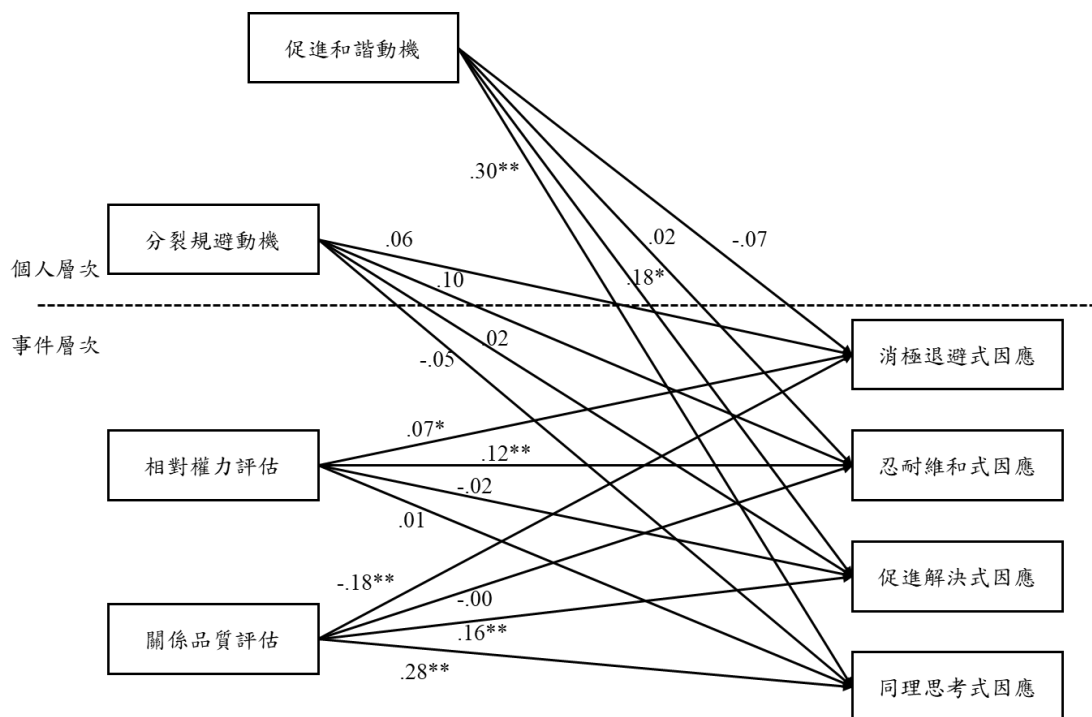 促進和諧動機
.30**
分裂規避動機
.06
.02
-.07
個人層次
.10
.18*
事件層次
.02
-.05
消極退避式因應
.07*
相對權力評估
.12**
忍耐維和式因應
-.02
.01
-.18**
-.00
促進解決式因應
關係品質評估
.16**
.28**
同理思考式因應